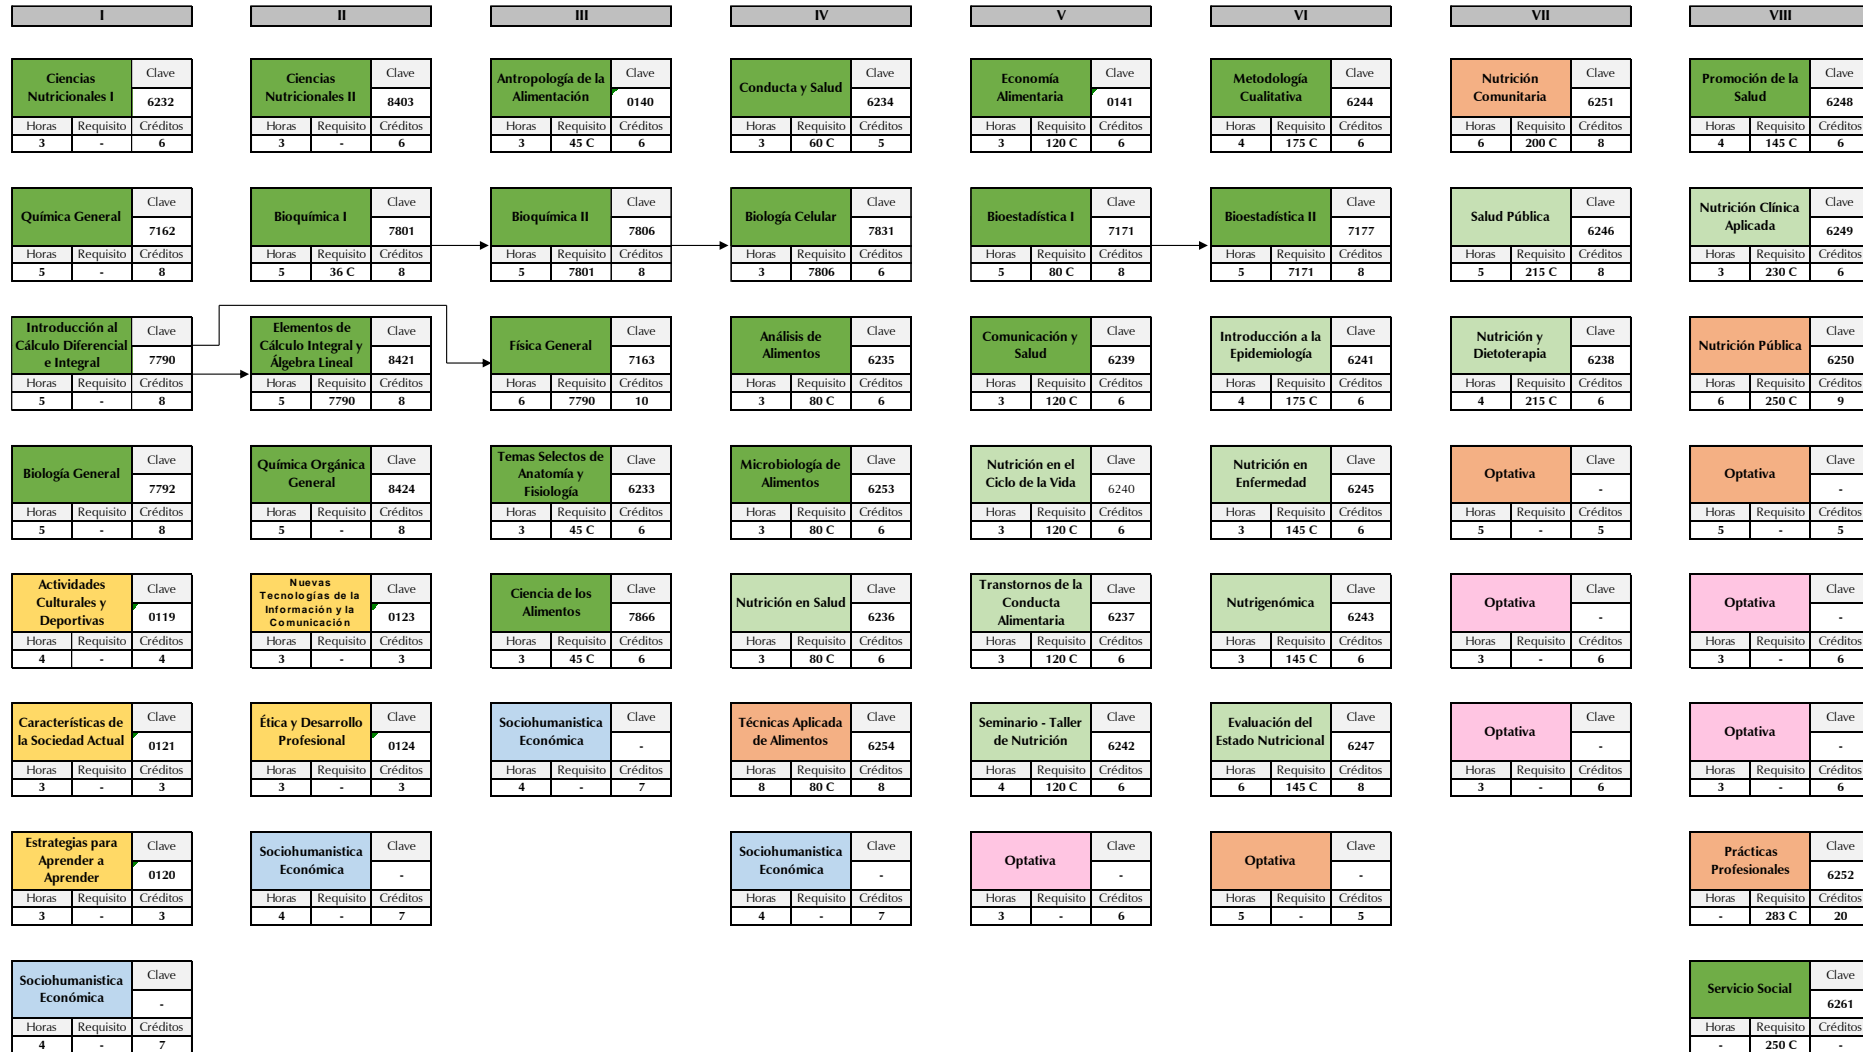 I II III IV V VI VII VIII
Ciencias Nutricionales I
Clave
6232
Horas Requisito Créditos
3 - 6
Ciencias Nutricionales II
Clave
8403
Horas Requisito Créditos
3 - 6
Antropología de la Alimentación
Clave
0140
Horas Requisito Créditos
3 45 C 6
Conducta y Salud
Clave
6234
Horas Requisito Créditos
3 60 C 5
Economía Alimentaria
Clave
0141
Horas Requisito Créditos
3 120 C 6
Metodología Cualitativa
Clave
6244
Horas Requisito Créditos
4 175 C 6
Nutrición Comunitaria
Clave
6251
Horas Requisito Créditos
6 200 C 8
Promoción de la Salud
Clave
6248
Horas Requisito Créditos
4 145 C 6
Química General
Clave
7162
Horas Requisito Créditos
5 - 8
Bioquímica I
Clave
7801
Horas Requisito Créditos
5 36 C 8
Bioquímica II
Clave
7806
Horas Requisito Créditos
5 7801 8
Biología Celular
Clave
7831
Horas Requisito Créditos
3 7806 6
Bioestadística I
Clave
7171
Horas Requisito Créditos
5 80 C 8
Bioestadística II
Clave
7177
Horas Requisito Créditos
5 7171 8
Salud Pública
Clave
6246
Horas Requisito Créditos
5 215 C 8
Nutrición Clínica Aplicada
Clave
6249
Horas Requisito Créditos
3 230 C 6
Introducción al Cálculo Diferencial e Integral
Clave
7790
Horas Requisito Créditos
5 - 8
Elementos de Cálculo Integral y Álgebra Lineal
Clave
8421
Horas Requisito Créditos
5 7790 8
Física General
Clave
7163
Horas Requisito Créditos
6 7790 10
Análisis de Alimentos
Clave
6235
Horas Requisito Créditos
3 80 C 6
Comunicación y Salud
Clave
6239
Horas Requisito Créditos
3 120 C 6
Introducción a la Epidemiología
Clave
6241
Horas Requisito Créditos
4 175 C 6
Nutrición y Dietoterapia
Clave
6238
Horas Requisito Créditos
4 215 C 6
Nutrición Pública
Clave
6250
Horas Requisito Créditos
6 250 C 9
Biología General
Clave
7792
Horas Requisito Créditos
5 - 8
Química Orgánica General
Clave
8424
Horas Requisito Créditos
5 - 8
Temas Selectos de Anatomía y Fisiología
Clave
6233
Horas Requisito Créditos
3 45 C 6
Microbiología de Alimentos
Clave
6253
Horas Requisito Créditos
3 80 C 6
Nutrición en el Ciclo de la Vida
Clave
6240
Horas Requisito Créditos
3 120 C 6
Nutrición en Enfermedad
Clave
6245
Horas Requisito Créditos
3 145 C 6
Optativa
Clave
-
Horas Requisito Créditos
5 - 5
Optativa
Clave
-
Horas Requisito Créditos
5 - 5
Actividades Culturales y Deportivas
Clave
0119
Horas Requisito Créditos
4 - 4
Nuevas Tecnologías de la Información y la Comunicación
Clave
0123
Horas Requisito Créditos
3 - 3
Ciencia de los Alimentos
Clave
7866
Horas Requisito Créditos
3 45 C 6
Nutrición en Salud
Clave
6236
Horas Requisito Créditos
3 80 C 6
Transtornos de la Conducta Alimentaria
Clave
6237
Horas Requisito Créditos
3 120 C 6
Nutrigenómica
Clave
6243
Horas Requisito Créditos
3 145 C 6
Optativa
Clave
-
Horas Requisito Créditos
3 - 6
Optativa
Clave
-
Horas Requisito Créditos
3 - 6
Características de la Sociedad Actual
Clave
0121
Horas Requisito Créditos
3 - 3
Ética y Desarrollo Profesional
Clave
0124
Horas Requisito Créditos
3 - 3
Sociohumanistica Económica
Clave
-
Horas Requisito Créditos
4 - 7
Técnicas Aplicada de Alimentos
Clave
6254
Horas Requisito Créditos
8 80 C 8
Seminario - Taller de Nutrición
Clave
6242
Horas Requisito Créditos
4 120 C 6
Evaluación del Estado Nutricional
Clave
6247
Horas Requisito Créditos
6 145 C 8
Optativa
Clave
-
Horas Requisito Créditos
3 - 6
Optativa
Clave
-
Horas Requisito Créditos
3 - 6
Estrategias para Aprender a Aprender
Clave
0120
Horas Requisito Créditos
3 - 3
Sociohumanistica Económica
Clave
-
Horas Requisito Créditos
4 - 7
Sociohumanistica Económica
Clave
-
Horas Requisito Créditos
4 - 7
Optativa
Clave
-
Horas Requisito Créditos
3 - 6
Optativa
Clave
-
Horas Requisito Créditos
5 - 5
Prácticas Profesionales
Clave
6252
Horas Requisito Créditos
- 283 C 20
Sociohumanistica Económica
Clave
-
Horas Requisito Créditos
4 - 7
Servicio Social
Clave
6261
Horas Requisito Créditos
- 250 C -